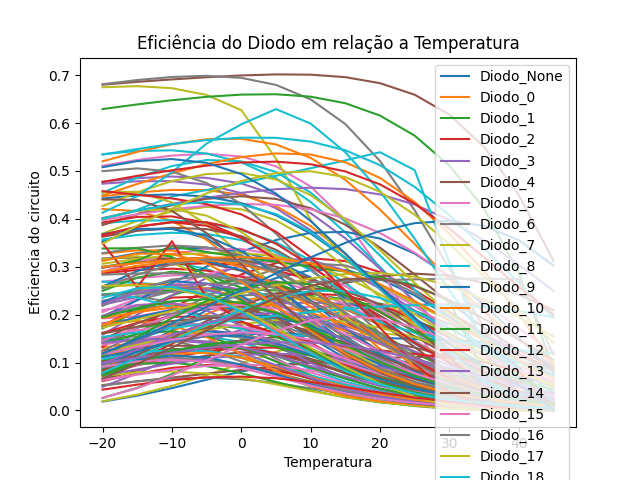 Eficiência do Diodo em relação a Temperatura
Eficiencia do circuito
0.7
0.6
0.5
0.4
0.3
0.2
0.1
0.0
−20
−10
0
10
20
30
40
Temperatura
Diodo_None
Diodo_0
Diodo_1
Diodo_2
Diodo_3
Diodo_4
Diodo_5
Diodo_6
Diodo_7
Diodo_8
Diodo_9
Diodo_10
Diodo_11
Diodo_12
Diodo_13
Diodo_14
Diodo_15
Diodo_16
Diodo_17
Diodo_18